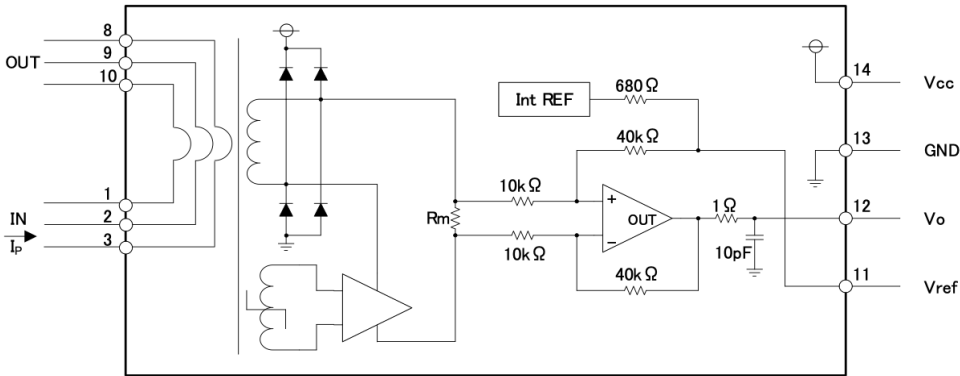 8
OUT
9
10
1
IN
2
IP
3
Int REF
680Ω
40kΩ
10kΩ
Rm
+
OUT
−
10kΩ
40kΩ
1Ω
10pF
14
Vcc
13
GND
12
Vo
11
Vref